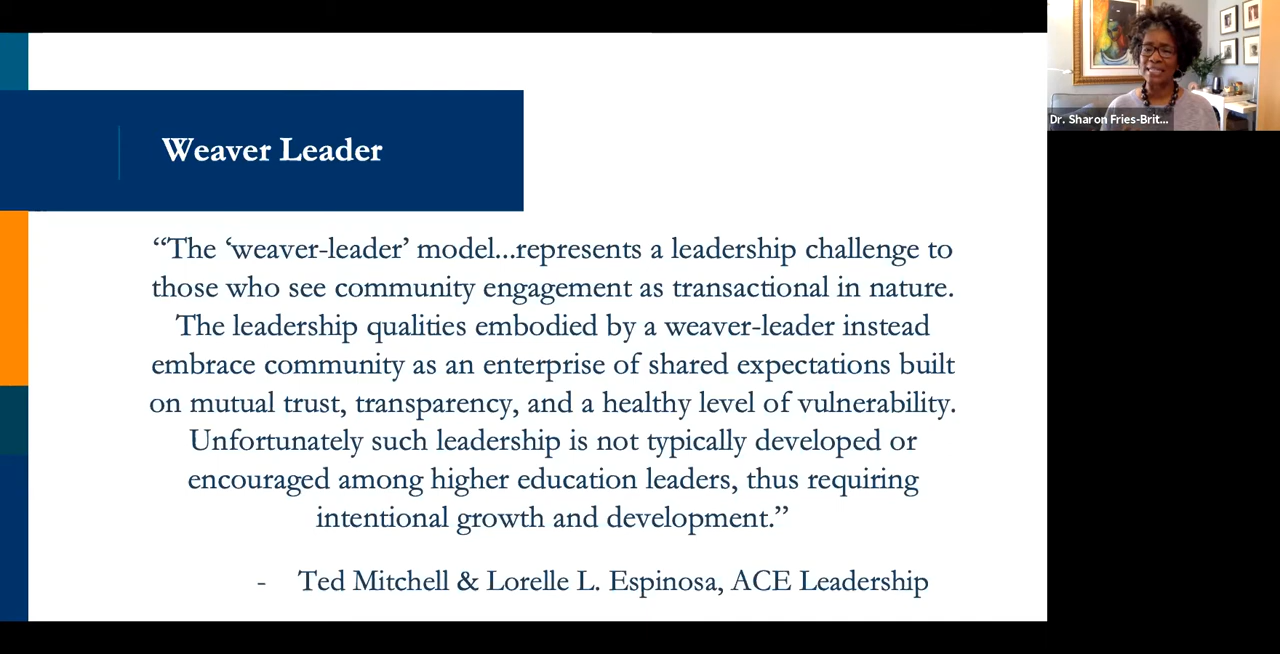 Weaver Leader
“The ‘weaver-leader’ model...represents a leadership challenge to
those who see community engagement as transactional in nature.
The leadership qualities embodied by a weaver-leader instead
embrace community as an enterprise of shared expectations built
on mutual trust, transparency, and a healthy level of vulnerability.
Unfortunately such leadership is not typically developed or
encouraged among higher education leaders, thus requiring
intentional growth and development.”
- Ted Mitchell & Lorelle L. Espinosa, ACE Leadership
Dr. Sharon Fries-Brit...